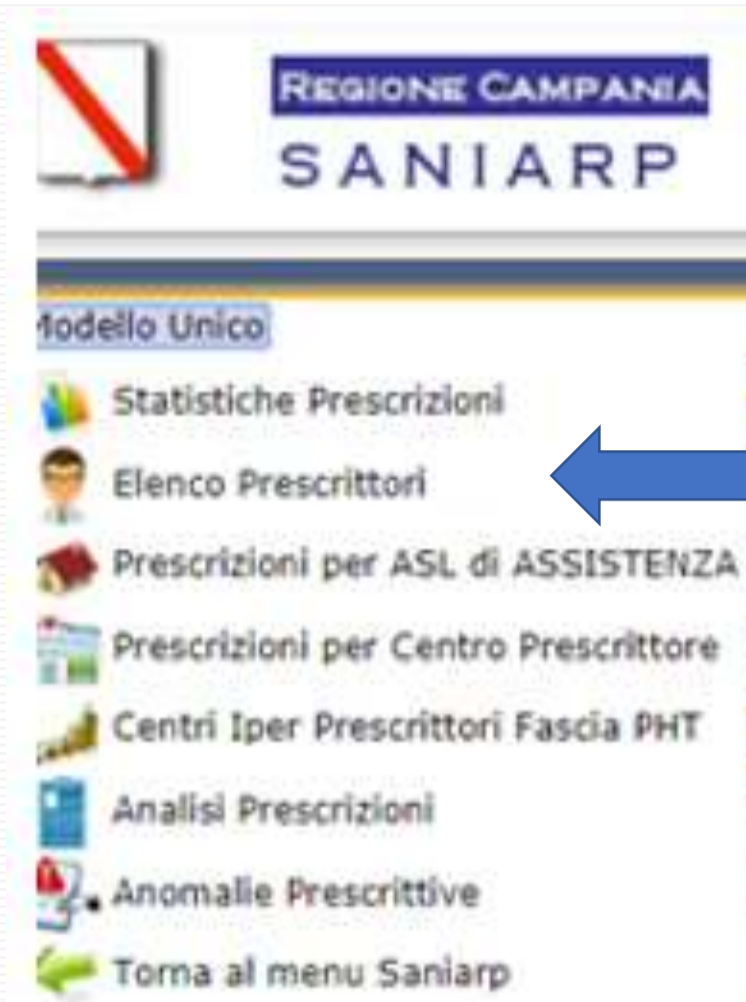 REGIONE CAMPANIA
SANIARP
Modello Unico
Statistiche Prescrizioni
Elenco Prescrittori
Prescrizioni per ASL di ASSISTENZA
Prescrizioni per Centro Prescrittore
Centri Iper Prescrittori Fascia PHT
Analisi Prescrizioni
Anomalie Prescrittive
Torna al menu Saniarp